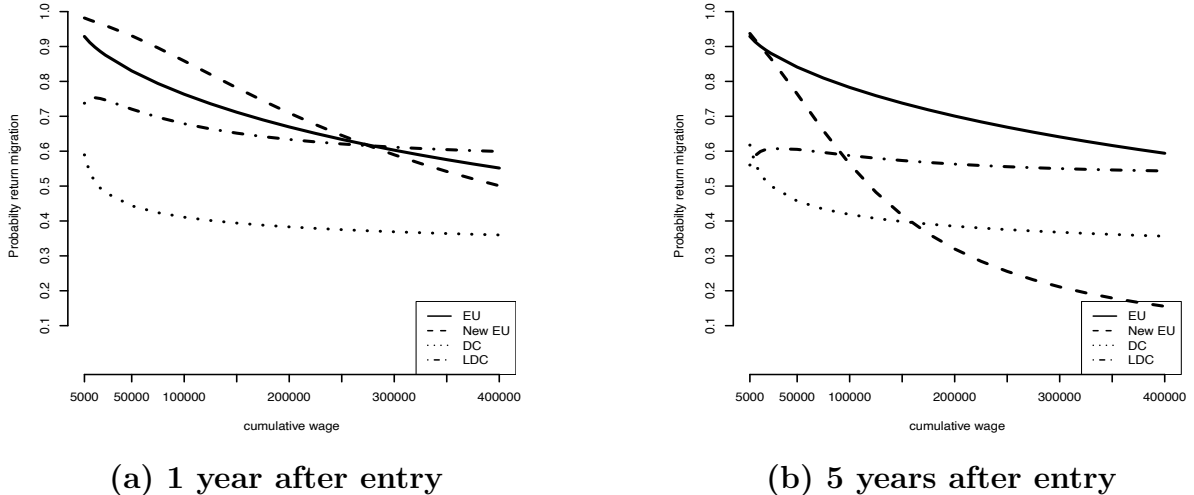 Probabilty return migration
1.0
0.9
0.8
0.7
0.6
0.5
0.4
0.3
0.2
0.1
EU
New EU
DC
LDC
5000 50000 100000 200000 300000 400000
cumulative wage
(a) 1 year after entry
Probabilty return migration
1.0
0.9
0.8
0.7
0.6
0.5
0.4
0.3
0.2
0.1
EU
New EU
DC
LDC
5000 50000 100000 200000 300000 400000
cumulative wage
(b) 5 years after entry